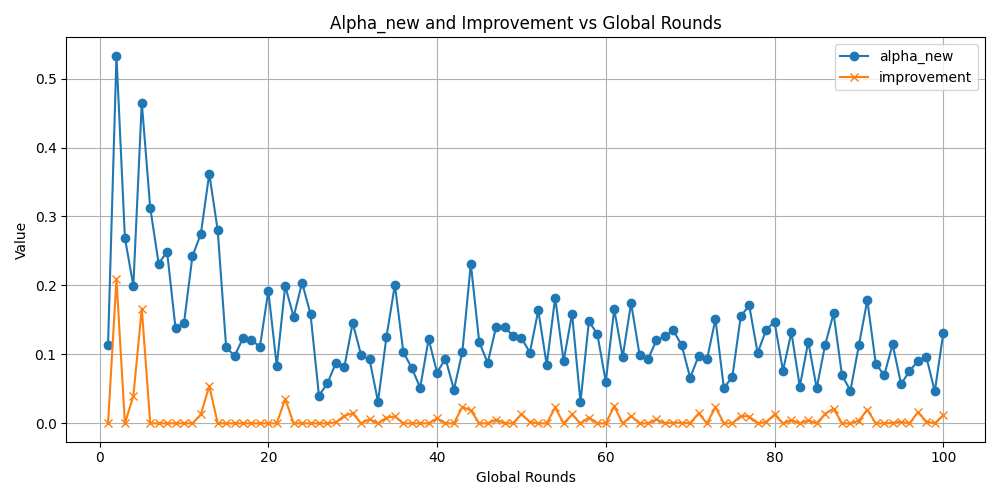 Alpha_new and Improvement vs Global Rounds
alpha_new
improvement
Value
0.5
0.4
0.3
0.2
0.1
0.0
0
20
40
60
80
100
Global Rounds